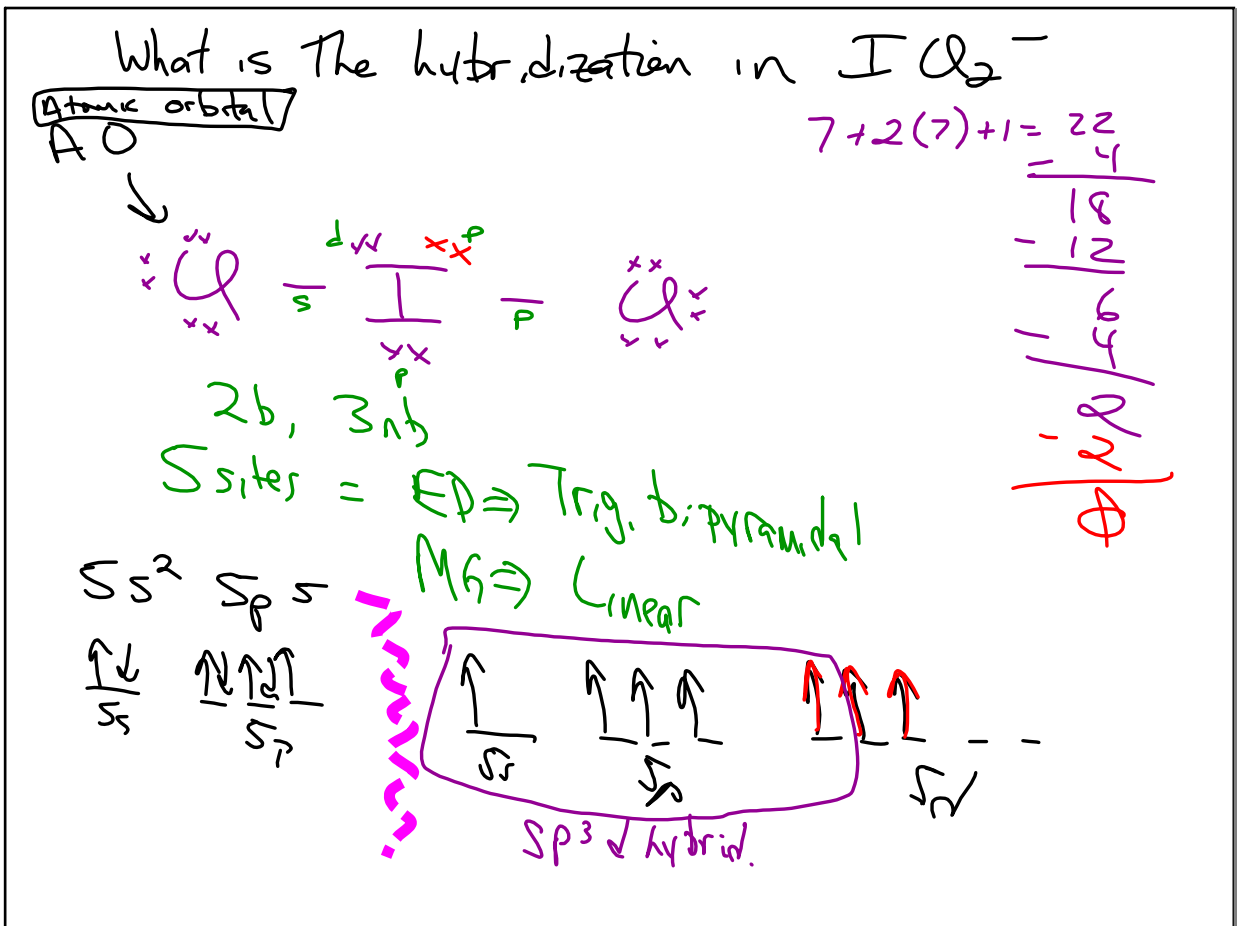 What is The hybridization in ICl₂⁻
Atomic orbital
AO
7+2(7)+1= 22
- 4
18
- 12
6
- 4
2
- 2
0
d p
Cl - I - Cl
s p
p
2b, 3nb
5 sites = ED ⇒ Trig. bipyramidal
MG ⇒ Linear
5s² 5p⁵
5s 5p
5s 5p 5d
sp³d hybrid.